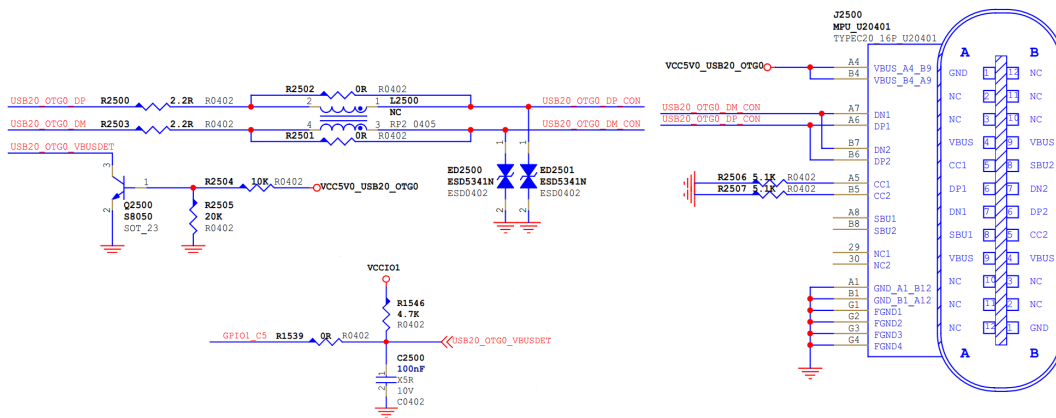 J2500
MPU_U20401
TYPEC20_16P_U20401
A B
VCC5V0_USB20_OTG0
A4 VBUS_A4_B9
B4 VBUS_B4_A9
A7 DN1
A6 DP1
B7 DN2
B6 DP2
A5 CC1
B5 CC2
A8 SBU1
B8 SBU2
29 NC1
30 NC2
A1 GND_A1_B12
B1 GND_B1_A12
G1 FGND1
G2 FGND2
G3 FGND3
G4 FGND4
USB20_OTG0_DM_CON
USB20_OTG0_DP_CON
R2506 5.1K R0402
R2507 5.1K R0402
GND 1 12 NC
NC 2 11 NC
NC 3 10 NC
VBUS 4 9 VBUS
CC1 5 8 SBU2
DP1 6 7 DN2
DN1 7 6 DP2
SBU1 8 5 CC2
VBUS 9 4 VBUS
NC 10 3 NC
NC 11 2 NC
NC 12 1 GND
A B
R2502 0R
R0402
USB20_OTG0_DP R2500 2.2R R0402 2 1 L2500 USB20_OTG0_DP_CON
NC
USB20_OTG0_DM R2503 2.2R R0402 4 3 RP2_0405 USB20_OTG0_DM_CON
R2501 0R R0402
USB20_OTG0_VBUSDET
3
1
2
Q2500
S8050
SOT_23
R2504 10K R0402 VCC5V0_USB20_OTG0
R2505
20K
R0402
1 1
ED2500 ED2501
ESD5341N ESD5341N
ESD0402 ESD0402
2 2
VCCIO1
R1546
4.7K
R0402
GPIO1_C5 R1539 0R R0402 USB20_OTG0_VBUSDET
C2500
1 100nF
X5R
2 10V
C0402